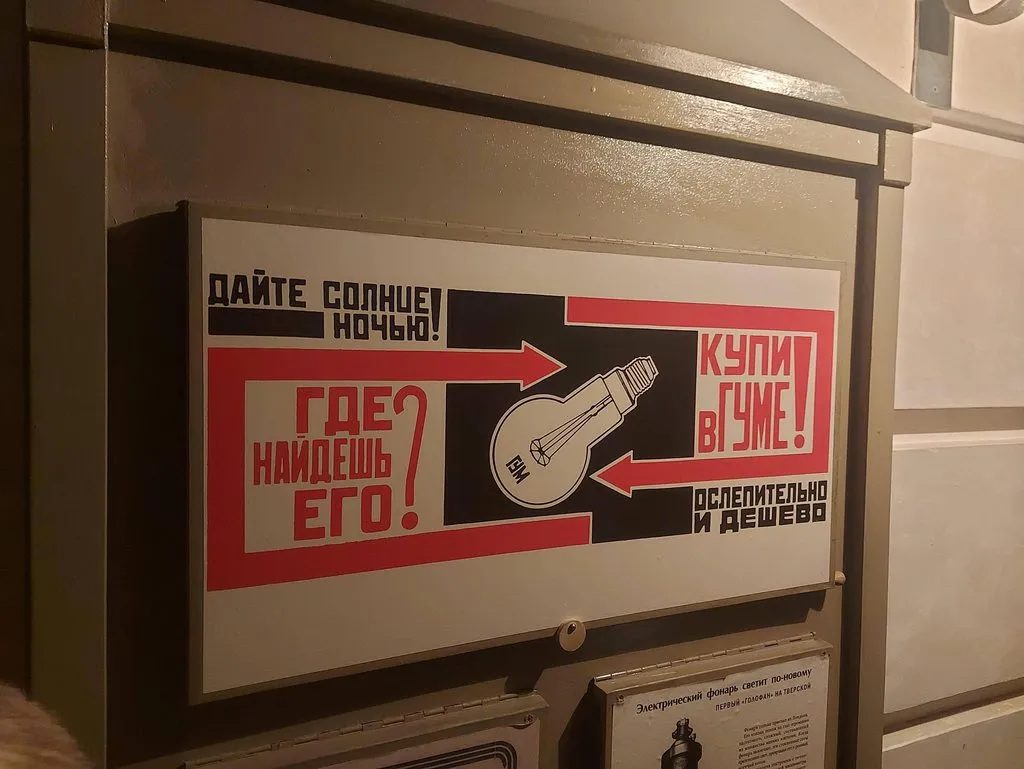 ДАЙТЕ СОЛНЦЕ
НОЧЬЮ!
ГДЕ
НАЙДЕШЬ
ЕГО?
ГУМ
КУПИ
в ГУМЕ!
ОСЛЕПИТЕЛЬНО
И ДЕШЕВО
Электрический фонарь светит по-новому
ПЕРВЫЙ «ГОЛОФАН» НА ТВЕРСКОЙ